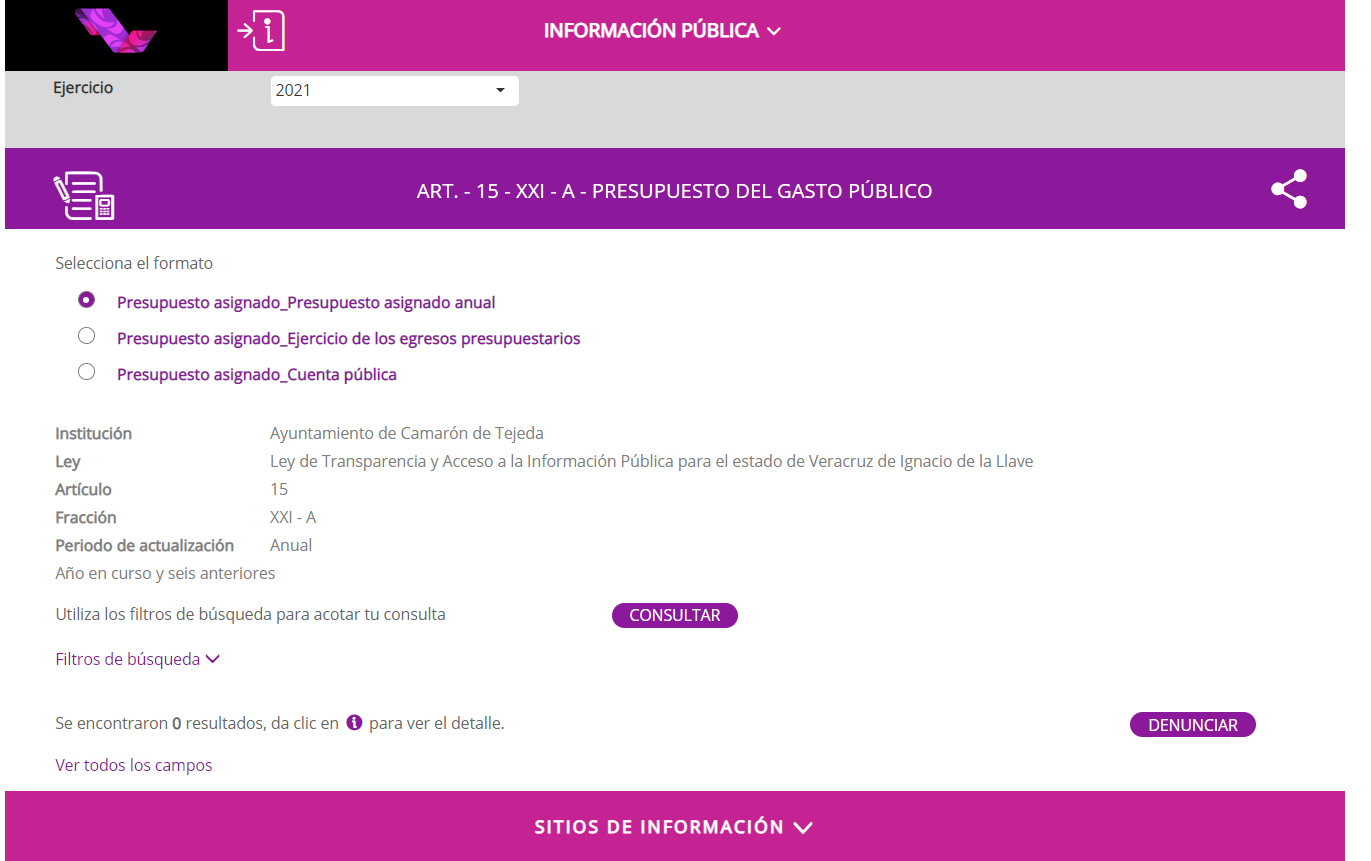 INFORMACIÓN PÚBLICA
Ejercicio 2021
ART. - 15 - XXI - A - PRESUPUESTO DEL GASTO PÚBLICO
Selecciona el formato
Presupuesto asignado_Presupuesto asignado anual
Presupuesto asignado_Ejercicio de los egresos presupuestarios
Presupuesto asignado_Cuenta pública
Institución Ayuntamiento de Camarón de Tejeda
Ley Ley de Transparencia y Acceso a la Información Pública para el estado de Veracruz de Ignacio de la Llave
Artículo 15
Fracción XXI - A
Periodo de actualización Anual
Año en curso y seis anteriores
Utiliza los filtros de búsqueda para acotar tu consulta CONSULTAR
Filtros de búsqueda
Se encontraron 0 resultados, da clic en i para ver el detalle. DENUNCIAR
Ver todos los campos
SITIOS DE INFORMACIÓN